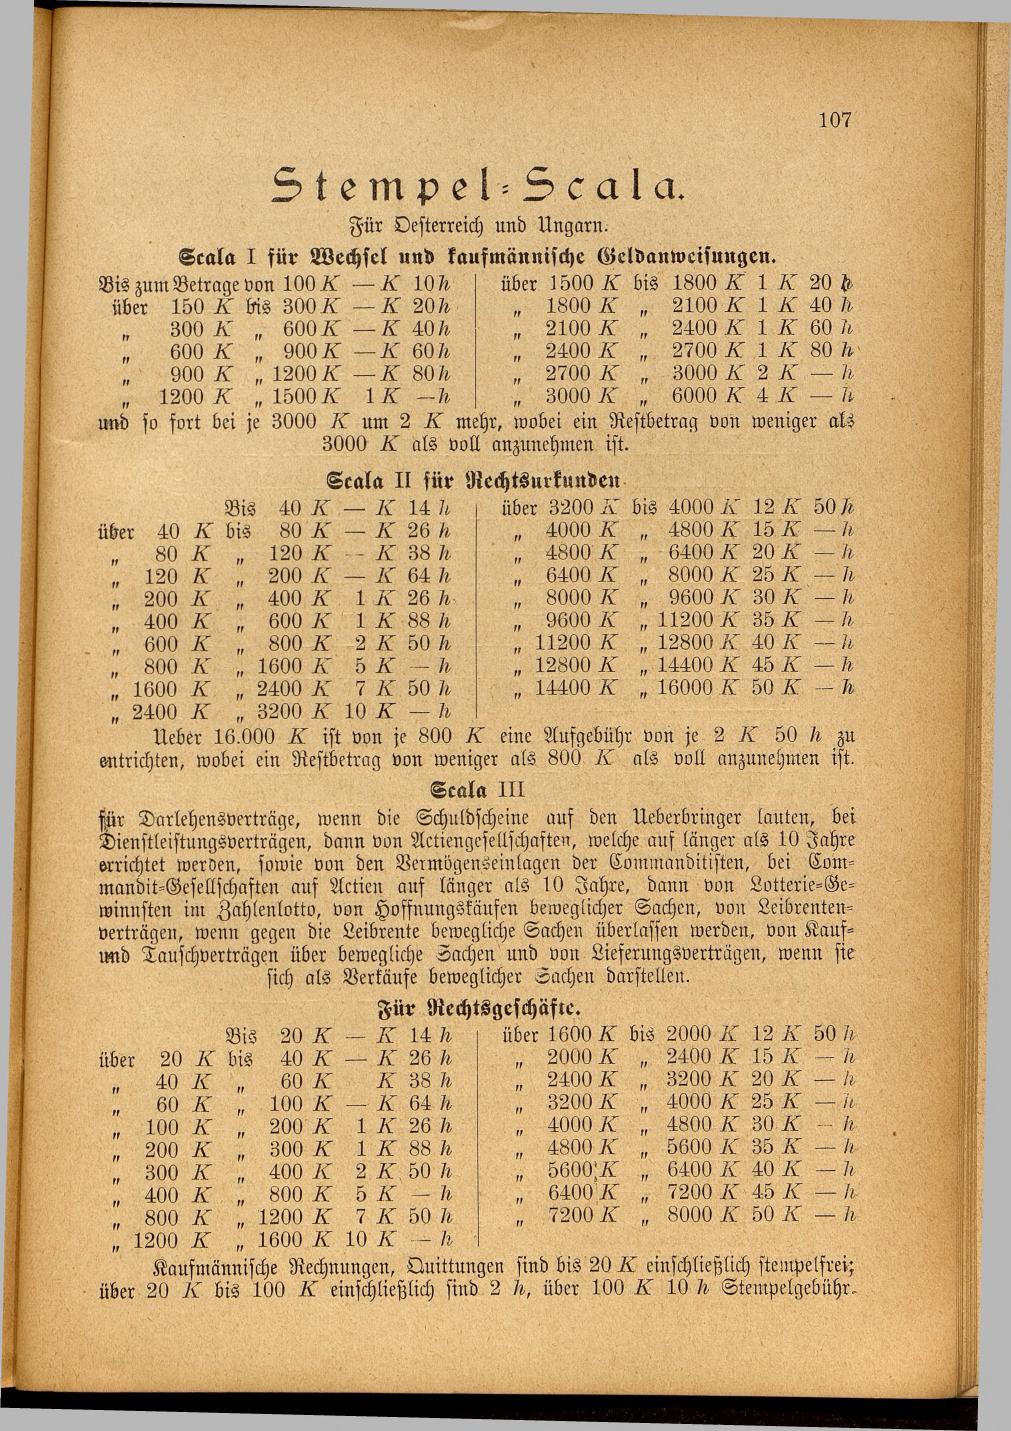 107
Stempel-Scala.
Für Oesterreich und Ungarn.
Scala I für Wechsel und kaufmännische Geldanweisungen.
Bis zum Betrage von 100 K — K 10 h
über 150 K bis 300 K — K 20 h
„ 300 K „ 600 K — K 40 h
„ 600 K „ 900 K — K 60 h
„ 900 K „ 1200 K — K 80 h
„ 1200 K „ 1500 K 1 K — h
über 1500 K bis 1800 K 1 K 20 h
„ 1800 K „ 2100 K 1 K 40 h
„ 2100 K „ 2400 K 1 K 60 h
„ 2400 K „ 2700 K 1 K 80 h
„ 2700 K „ 3000 K 2 K — h
„ 3000 K „ 6000 K 4 K — h
und so fort bei je 3000 K um 2 K mehr, wobei ein Restbetrag von weniger als
3000 K als voll anzunehmen ist.
Scala II für Rechtsurkunden
Bis 40 K — K 14 h
über 40 K bis 80 K — K 26 h
„ 80 K „ 120 K — K 38 h
„ 120 K „ 200 K — K 64 h
„ 200 K „ 400 K 1 K 26 h
„ 400 K „ 600 K 1 K 88 h
„ 600 K „ 800 K 2 K 50 h
„ 800 K „ 1600 K 5 K — h
„ 1600 K „ 2400 K 7 K 50 h
„ 2400 K „ 3200 K 10 K — h
über 3200 K bis 4000 K 12 K 50 h
„ 4000 K „ 4800 K 15 K — h
„ 4800 K „ 6400 K 20 K — h
„ 6400 K „ 8000 K 25 K — h
„ 8000 K „ 9600 K 30 K — h
„ 9600 K „ 11200 K 35 K — h
„ 11200 K „ 12800 K 40 K — h
„ 12800 K „ 14400 K 45 K — h
„ 14400 K „ 16000 K 50 K — h
Ueber 16.000 K ist von je 800 K eine Aufgebühr von je 2 K 50 h zu
entrichten, wobei ein Restbetrag von weniger als 800 K als voll anzunehmen ist.
Scala III
für Darlehensverträge, wenn die Schuldscheine auf den Ueberbringer lauten, bei
Dienstleistungsverträgen, dann von Actiengesellschaften, welche auf länger als 10 Jahre
errichtet werden, sowie von den Vermögenseinlagen der Commanditisten, bei Com-
mandit-Gesellschaften auf Actien auf länger als 10 Jahre, dann von Lotterie-Ge-
winnsten im Zahlenlotto, von Hoffnungskäufen beweglicher Sachen, von Leibrenten-
verträgen, wenn gegen die Leibrente bewegliche Sachen überlassen werden, von Kauf-
und Tauschverträgen über bewegliche Sachen und von Lieferungsverträgen, wenn sie
sich als Verkäufe beweglicher Sachen darstellen.
Für Rechtsgeschäfte.
Bis 20 K — K 14 h
über 20 K bis 40 K — K 26 h
„ 40 K „ 60 K K 38 h
„ 60 K „ 100 K — K 64 h
„ 100 K „ 200 K 1 K 26 h
„ 200 K „ 300 K 1 K 88 h
„ 300 K „ 400 K 2 K 50 h
„ 400 K „ 800 K 5 K — h
„ 800 K „ 1200 K 7 K 50 h
„ 1200 K „ 1600 K 10 K — h
über 1600 K bis 2000 K 12 K 50 h
„ 2000 K „ 2400 K 15 K — h
„ 2400 K „ 3200 K 20 K — h
„ 3200 K „ 4000 K 25 K — h
„ 4000 K „ 4800 K 30 K — h
„ 4800 K „ 5600 K 35 K — h
„ 5600 K „ 6400 K 40 K — h
„ 6400 K „ 7200 K 45 K — h
„ 7200 K „ 8000 K 50 K — h
Kaufmännische Rechnungen, Quittungen sind bis 20 K einschließlich stempelfrei;
über 20 K bis 100 K einschließlich sind 2 h, über 100 K 10 h Stempelgebühr.